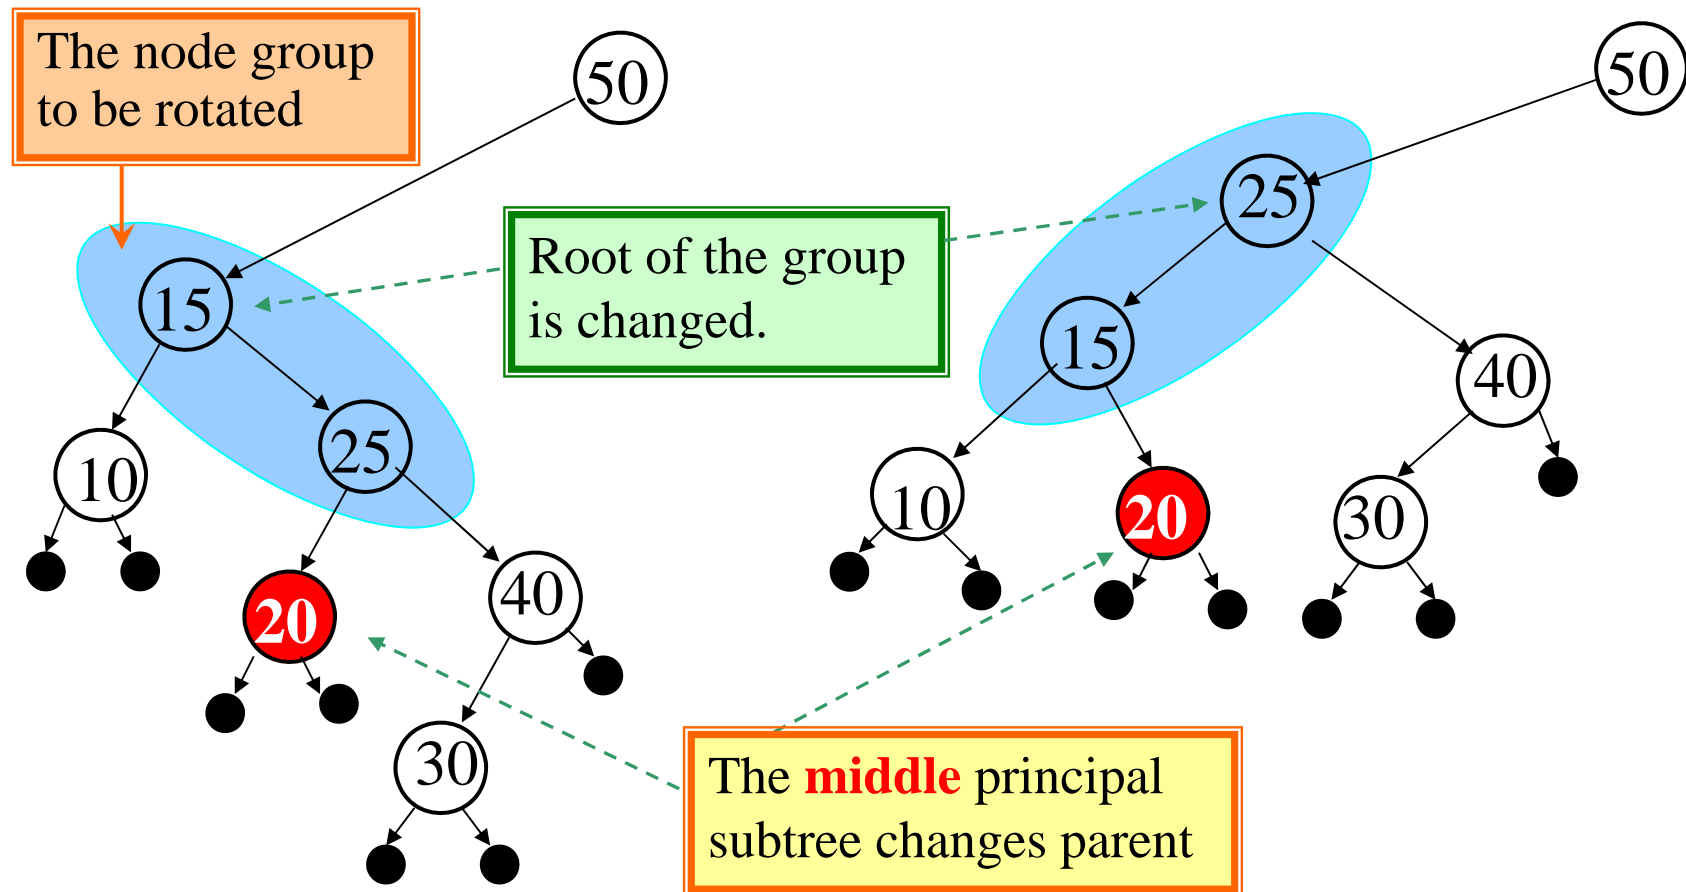 The node group
to be rotated
50
15
10
25
20
40
30
Root of the group
is changed.
50
25
15
40
10
20
30
The middle principal
subtree changes parent